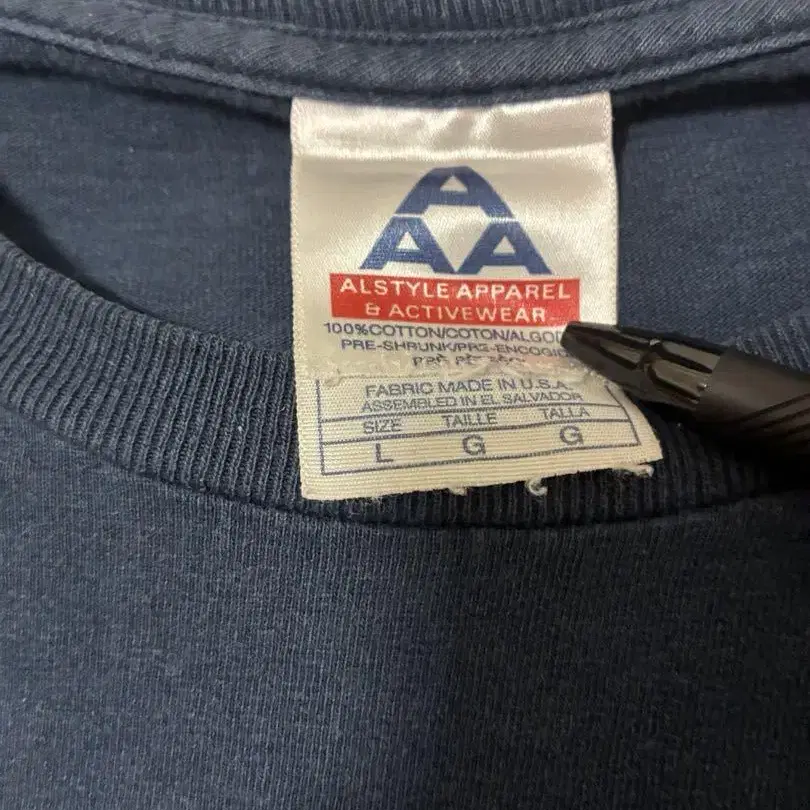 A
AA
ALSTYLE APPAREL
& ACTIVEWEAR
100%COTTON/COTON/ALGOD
PRE-SHRUNK/PRE-ENCOGID
FABRIC MADE IN U.S.A.
ASSEMBLED IN EL SALVADOR
SIZE TAILLE TALLA
L G G